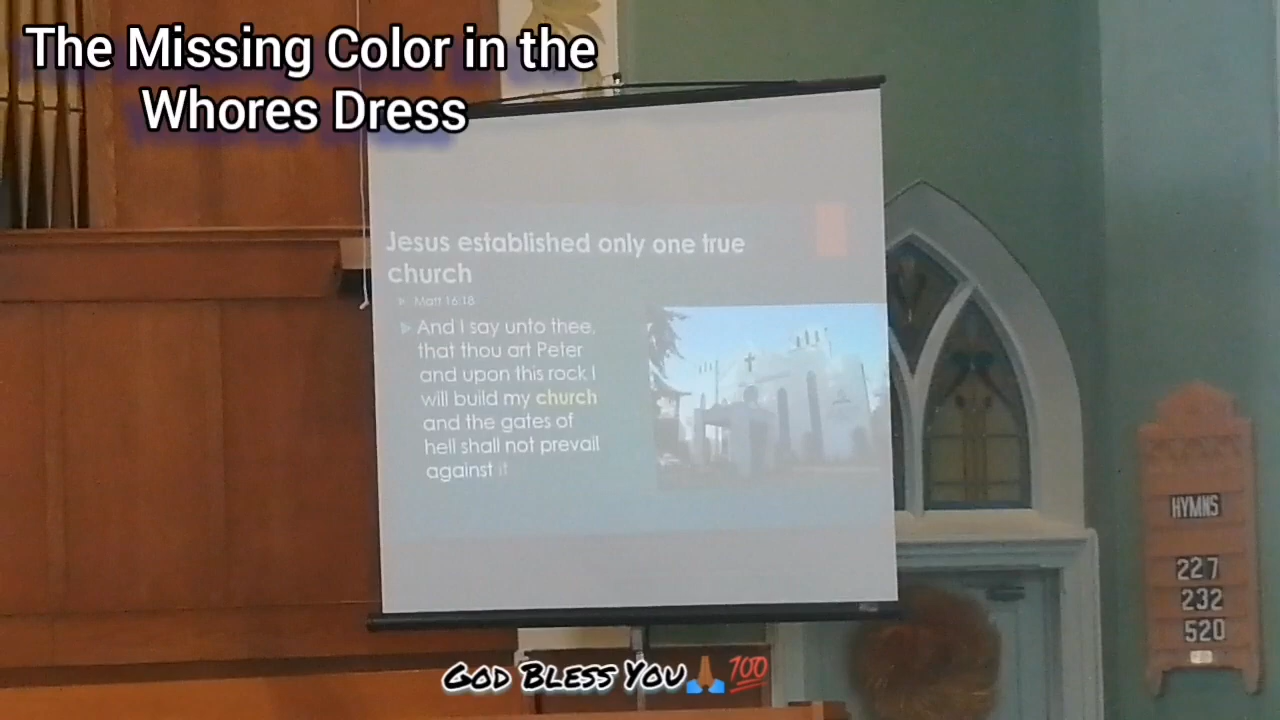 The Missing Color in the
Whores Dress
Jesus established only one true
church
Matt 16:18
And I say unto thee,
that thou art Peter
and upon this rock I
will build my church
and the gates of
hell shall not prevail
against it
HYMNS
227
232
520
God Bless You🙏🏾💯